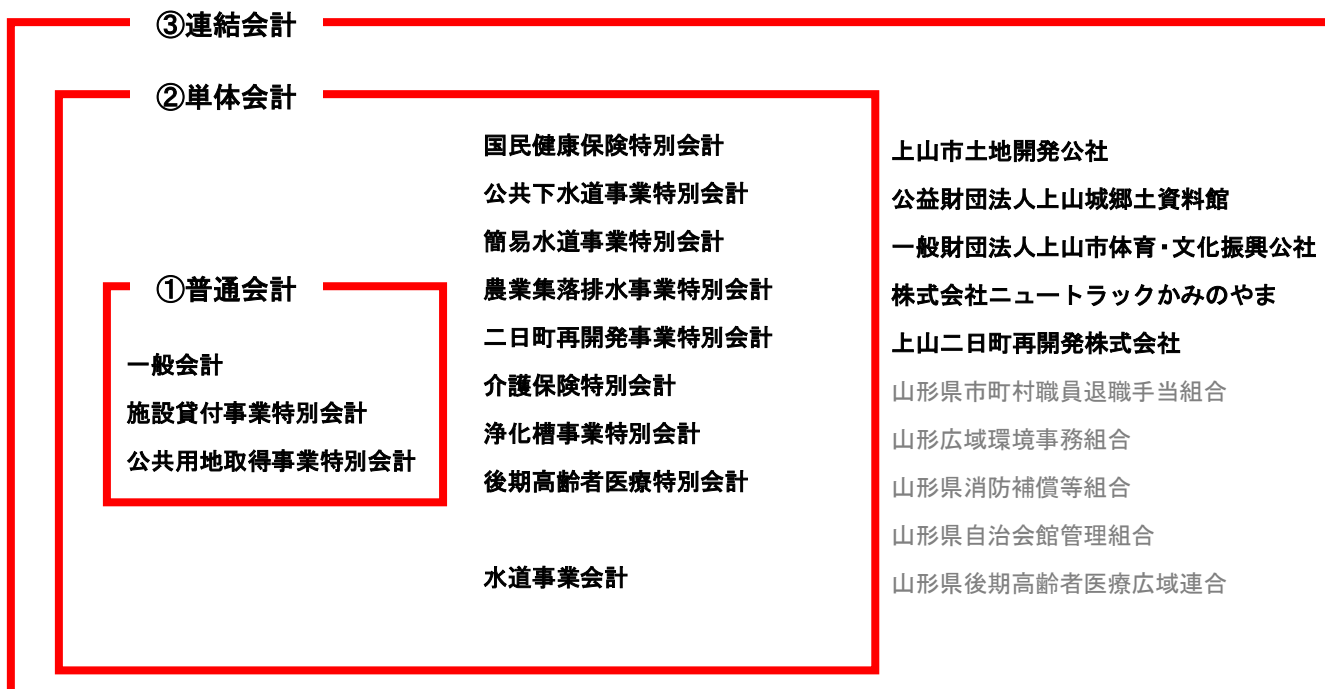 ③連結会計
②単体会計
①普通会計
一般会計
施設貸付事業特別会計
公共用地取得事業特別会計
国民健康保険特別会計
公共下水道事業特別会計
簡易水道事業特別会計
農業集落排水事業特別会計
二日町再開発事業特別会計
介護保険特別会計
浄化槽事業特別会計
後期高齢者医療特別会計
水道事業会計
上山市土地開発公社
公益財団法人上山城郷土資料館
一般財団法人上山市体育・文化振興公社
株式会社ニュートラックかみのやま
上山二日町再開発株式会社
山形県市町村職員退職手当組合
山形広域環境事務組合
山形県消防補償等組合
山形県自治会館管理組合
山形県後期高齢者医療広域連合